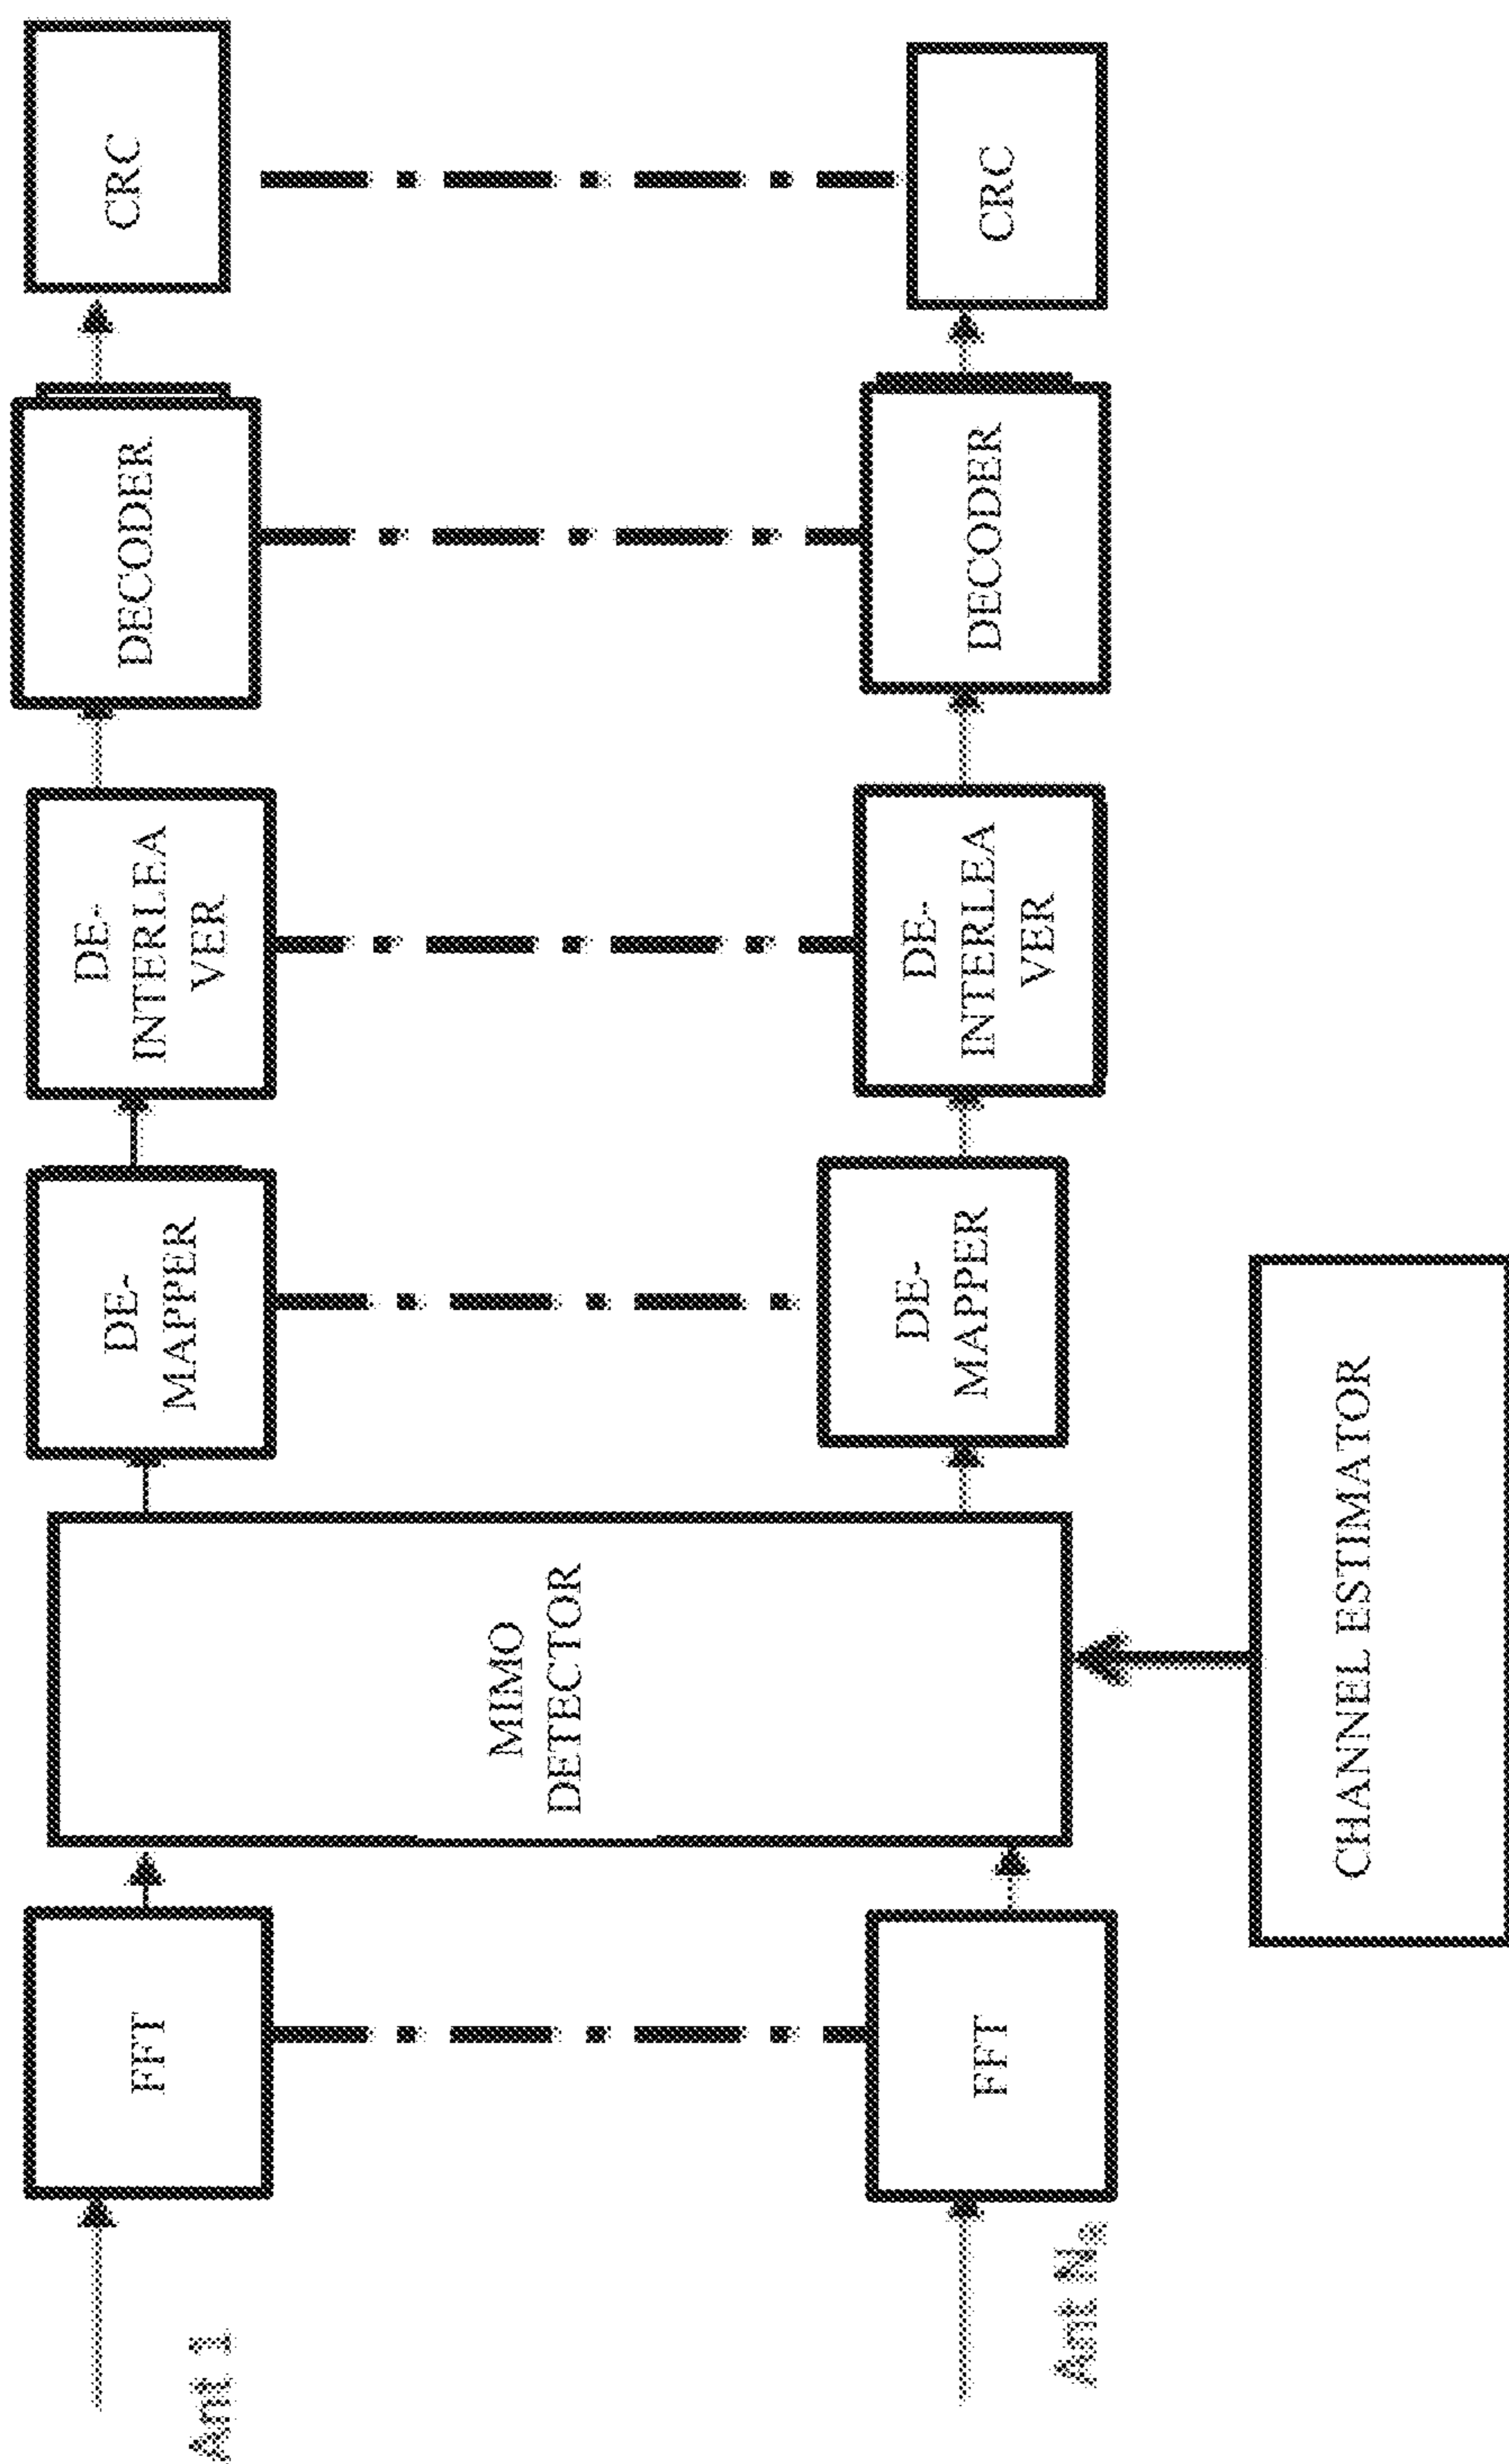 Ant 1
FFT
MIMO
DETECTOR
DE-
MAPPER
DE-
INTERLEA
VER
DECODER
CRC
Ant
FFT
DE-
MAPPER
DE-
INTERLEA
VER
DECODER
CRC
CHANNEL ESTIMATOR